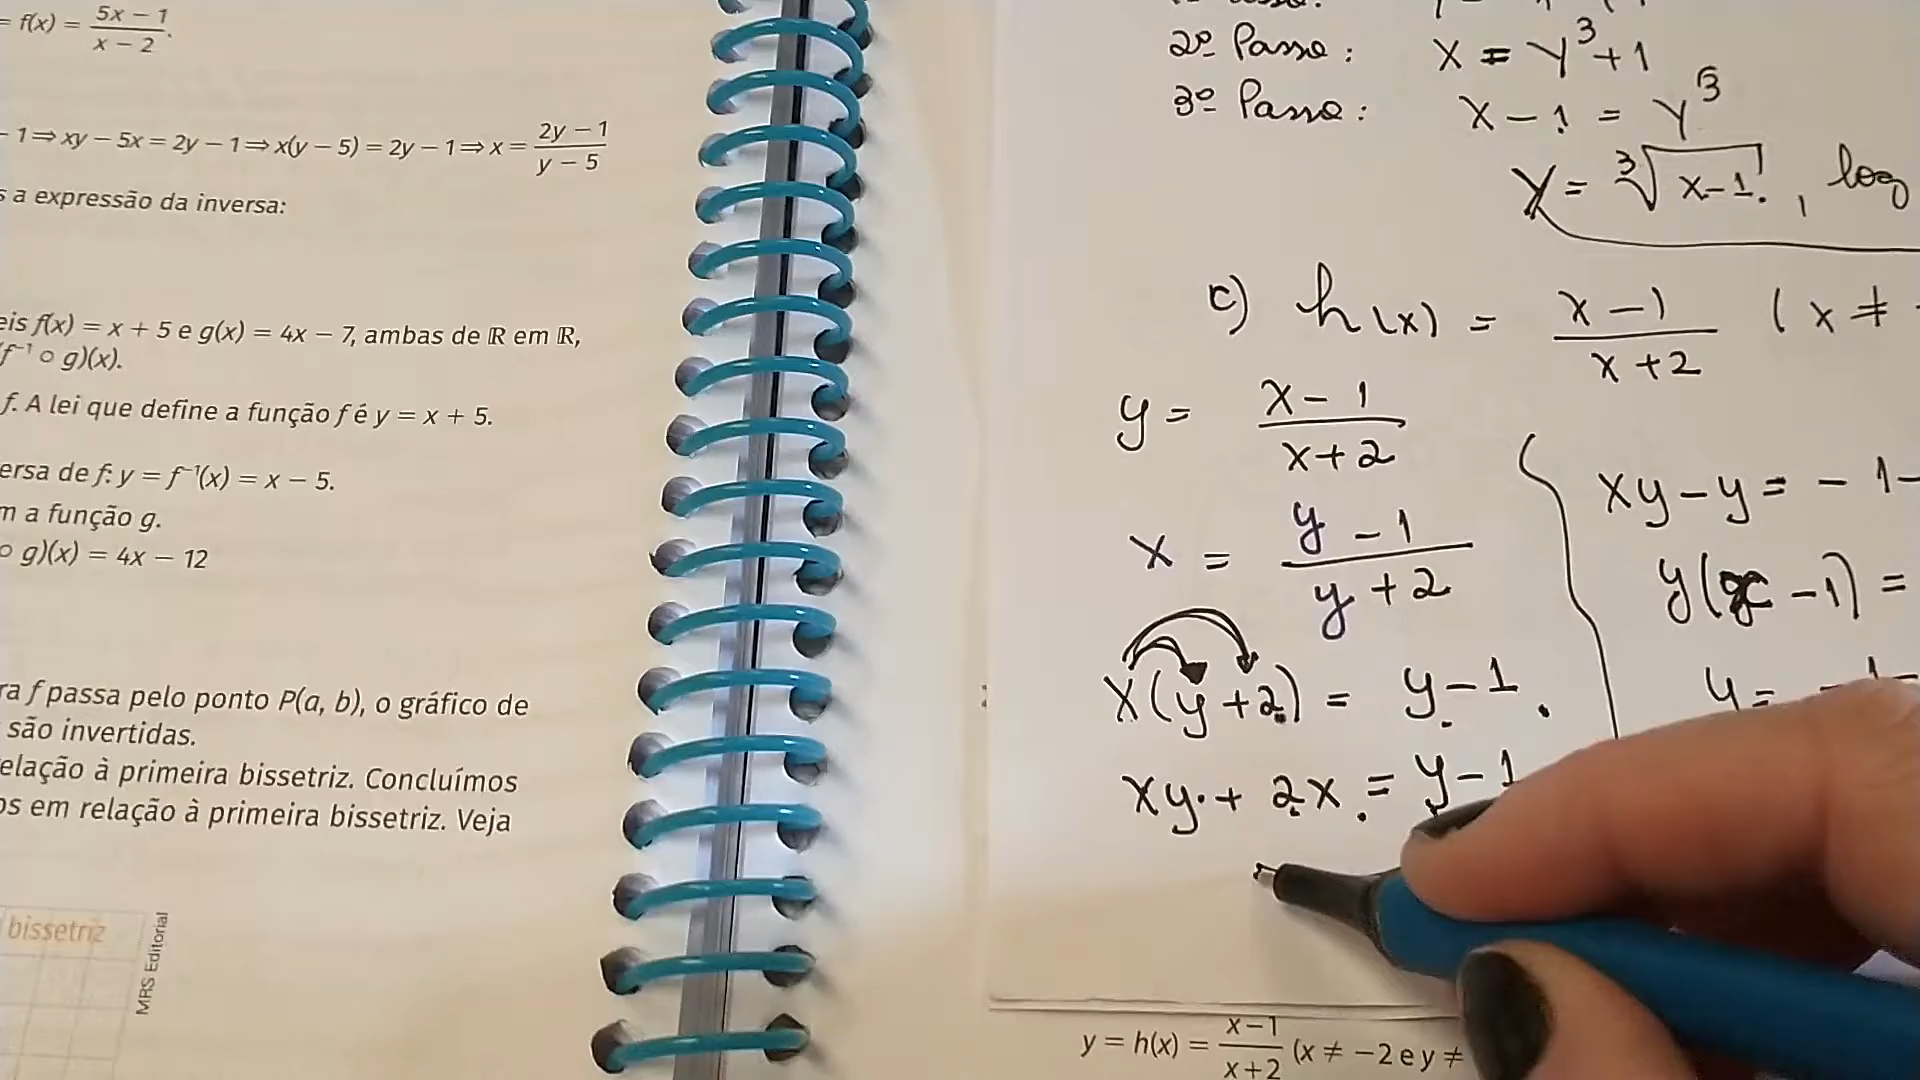 = f(x) = 5x − 1 / x − 2.
− 1 ⇒ xy − 5x = 2y − 1 ⇒ x(y − 5) = 2y − 1 ⇒ x = 2y − 1 / y − 5
s a expressão da inversa:
eis f(x) = x + 5 e g(x) = 4x − 7, ambas de ℝ em ℝ,
f⁻¹ ∘ g)(x).
f. A lei que define a função f é y = x + 5.
ersa de f: y = f⁻¹(x) = x − 5.
m a função g.
∘ g)(x) = 4x − 12
ra f passa pelo ponto P(a, b), o gráfico de
são invertidas.
elação à primeira bissetriz. Concluímos
os em relação à primeira bissetriz. Veja
bissetriz
MRS Editorial
2º Passo: x = y³ + 1
3º Passo: x − 1 = y³
y = ∛x−1, log
c) h(x) = x − 1 / x + 2 (x ≠
y = x − 1 / x + 2
x = y − 1 / y + 2
x(y + 2) = y − 1.
xy + 2x = y − 1
xy − y = − 1 −
y(x − 1) =
y = − 1 −
y = h(x) = x − 1 / x + 2 (x ≠ −2 e y ≠